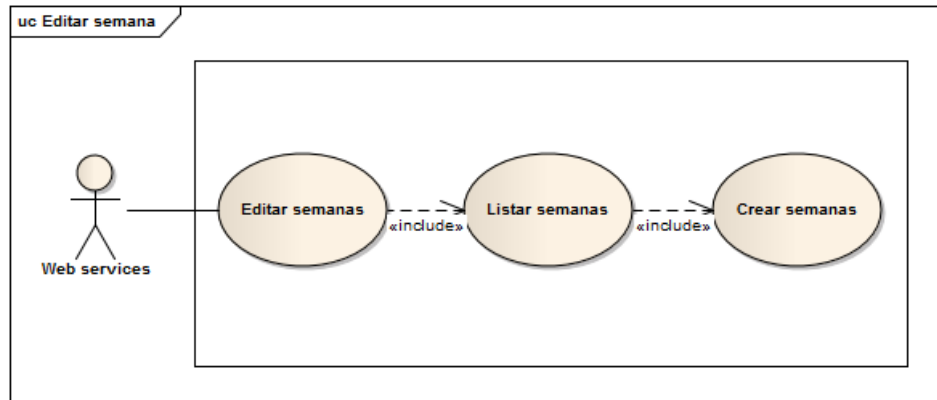 uc Editar semana
Editar semanas
«include»
Listar semanas
«include»
Crear semanas
Web services